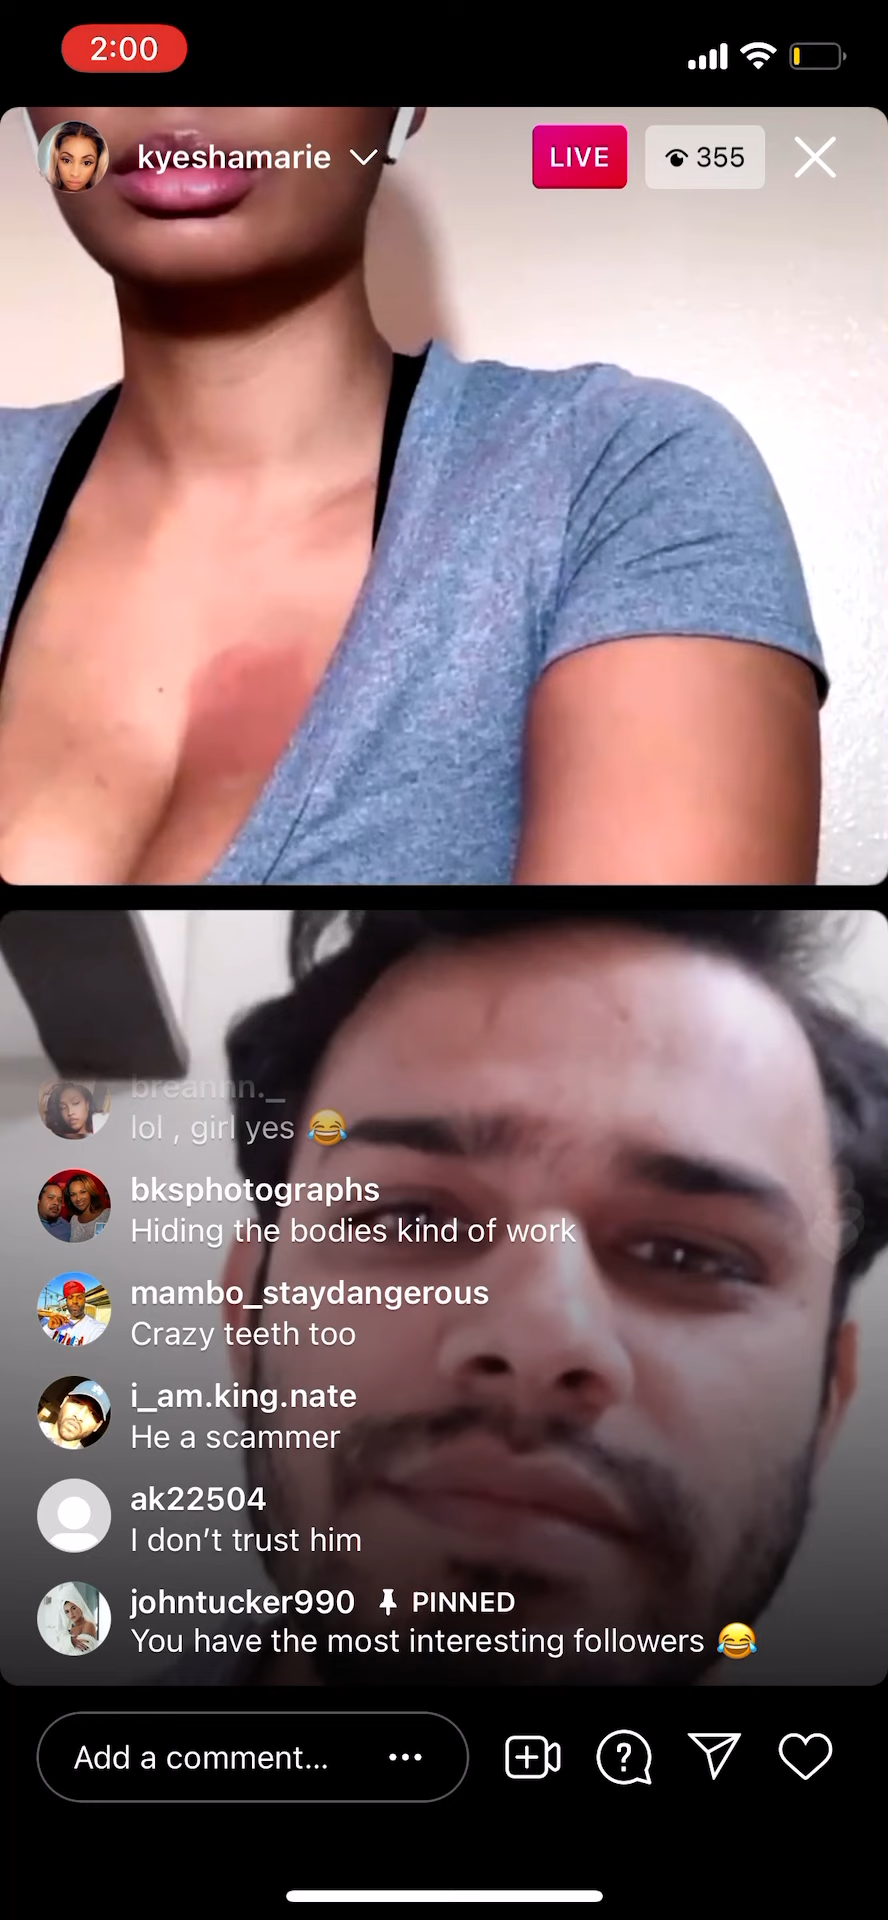 2:00
kyeshamarie
LIVE
355
breannn._
lol , girl yes 😂
bksphotographs
Hiding the bodies kind of work
mambo_staydangerous
Crazy teeth too
i_am.king.nate
He a scammer
ak22504
I don’t trust him
johntucker990 PINNED
You have the most interesting followers 😂
Add a comment...